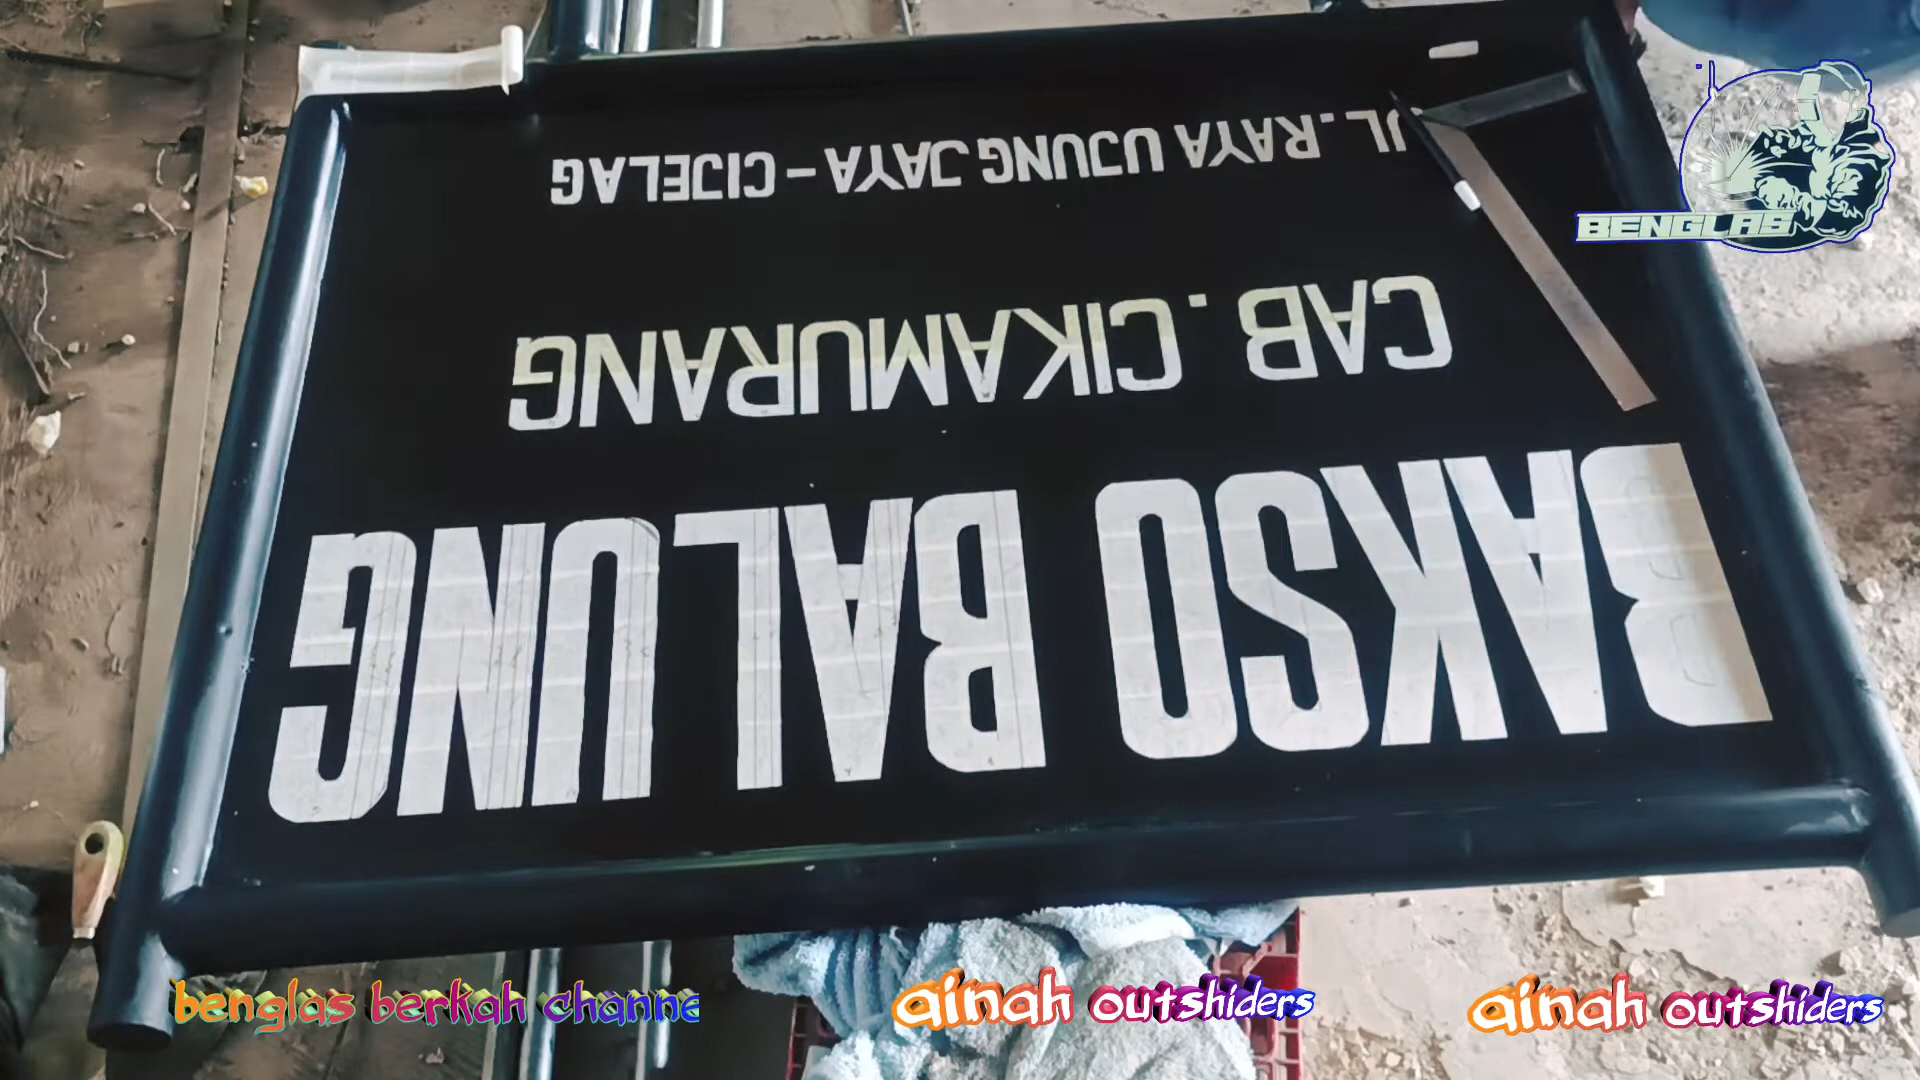 BAKSO BALUNG
CAB. CIKAMURANG
JL. RAYA UJUNG JAYA - CIJELAG
BENGLAS
benglas berkah channe
ainah outshiders
ainah outshiders